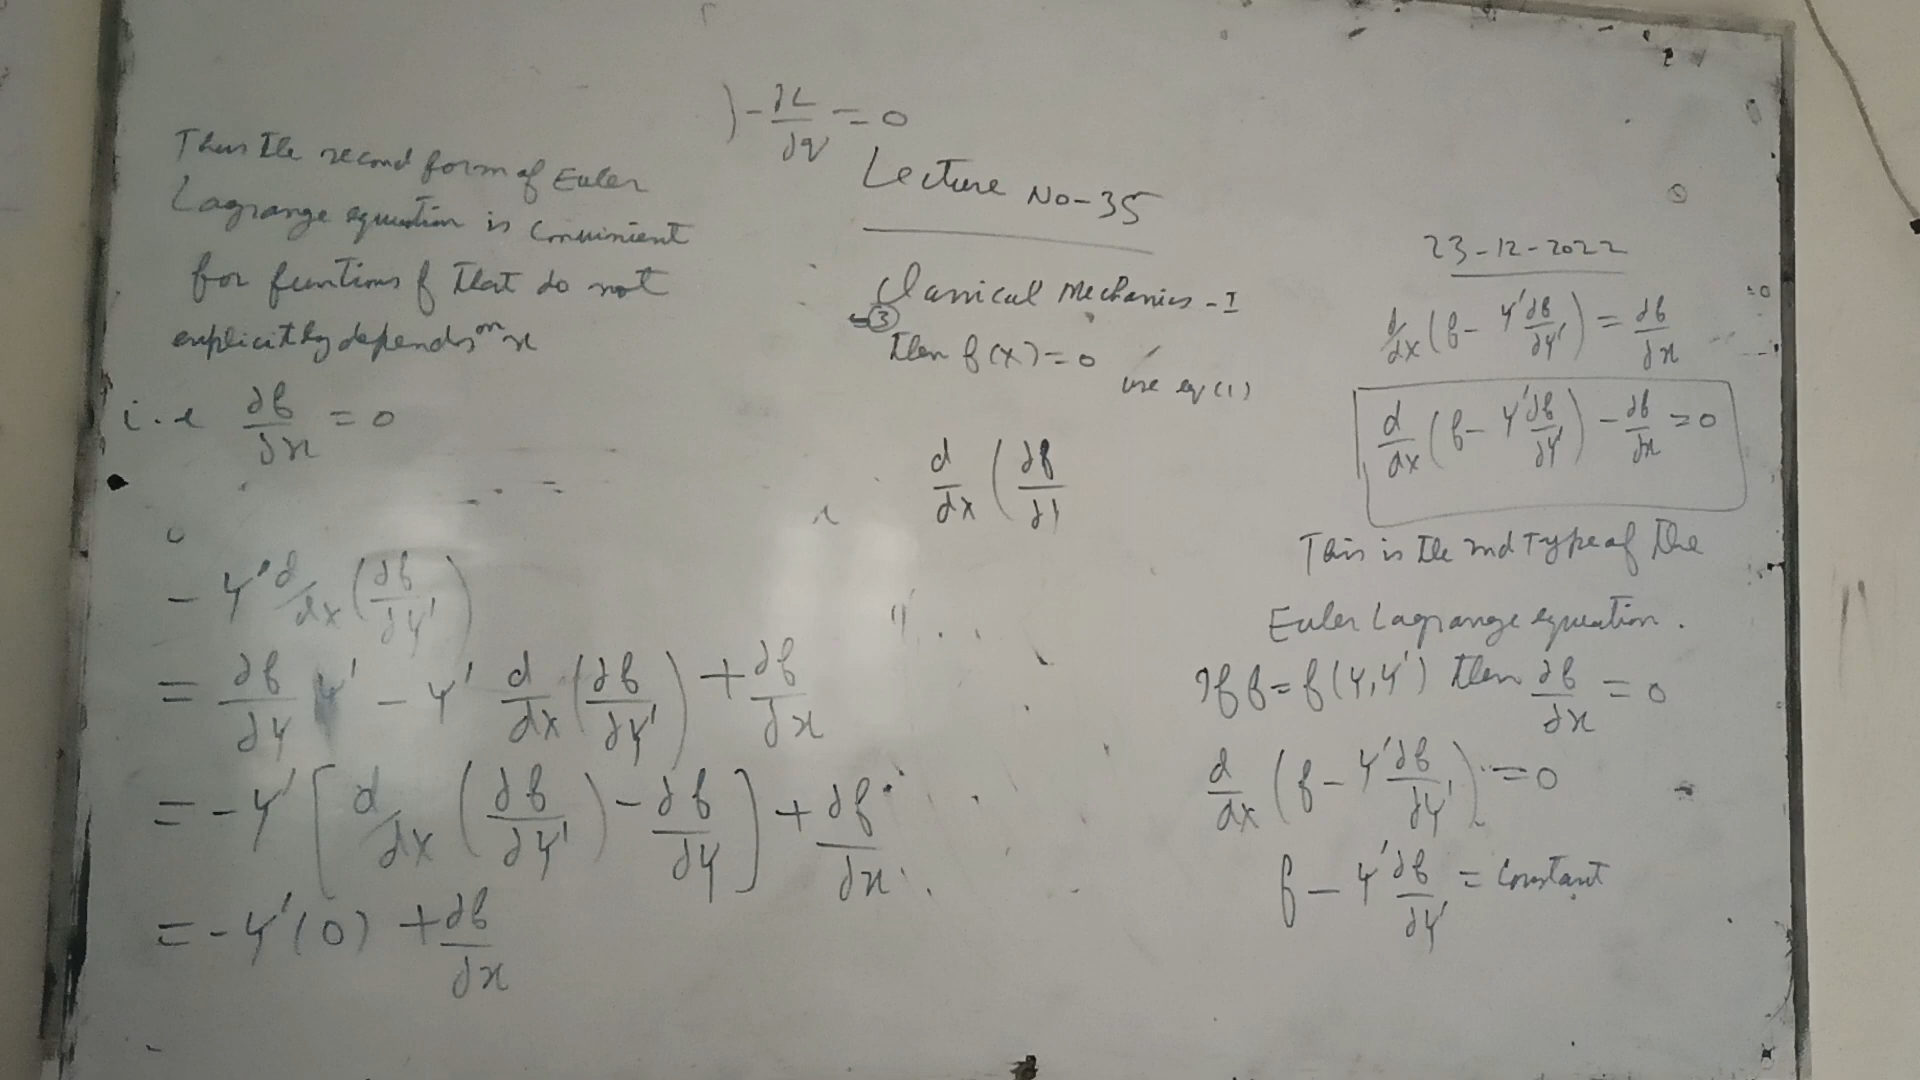 ) - ∂L/∂q = 0
Lecture No-35
Classical Mechanics - I
③
then f(x) = 0
use eq (1)
d/dx ( ∂f/∂
Thus the second form of Euler
Lagrange equation is convinient
for funtions f that do not
explicitly depends on x
i.e ∂f/∂x = 0
- y' d/dx (∂f/∂y')
= ∂f/∂y y' - y' d/dx (∂f/∂y') + ∂f/∂x
= - y' [ d/dx (∂f/∂y') - ∂f/∂y ] + ∂f/∂x
= - y' (0) + ∂f/∂x
23-12-2022
d/dx (f - y' ∂f/∂y') = ∂f/∂x
d/dx (f - y' ∂f/∂y') - ∂f/∂x = 0
This is the 2nd Type of the
Euler Lagrange equation.
If f = f(y, y') then ∂f/∂x = 0
d/dx (f - y' ∂f/∂y') = 0
f - y' ∂f/∂y' = Constant